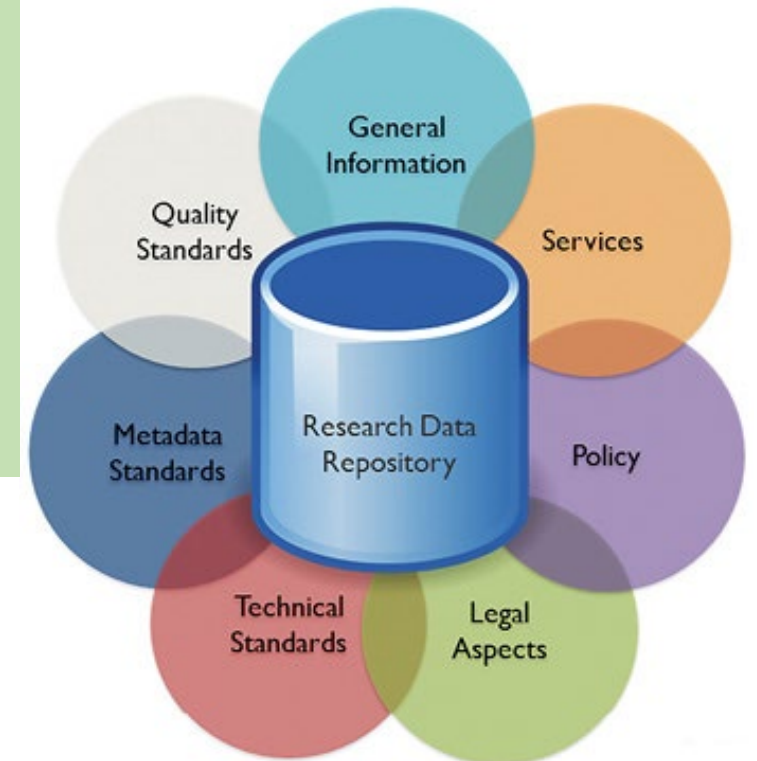 General
Information
Services
Policy
Legal
Aspects
Technical
Standards
Metadata
Standards
Quality
Standards
Research Data
Repository